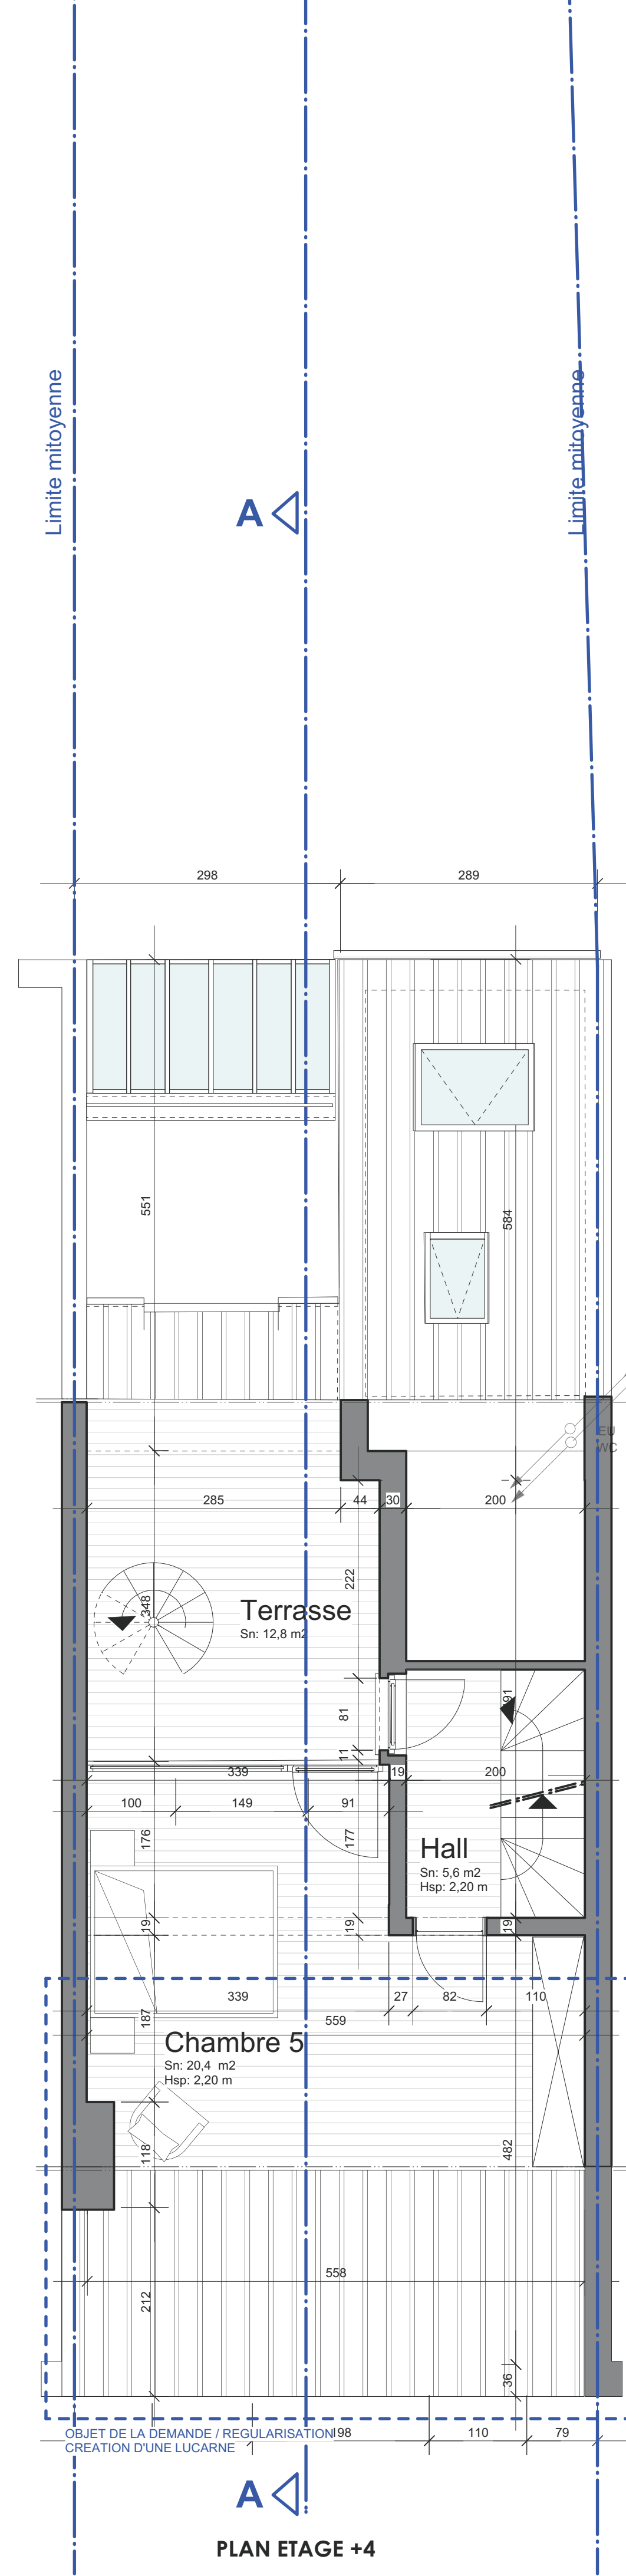 Limite mitoyenne
Limite mitoyenne
A
298
289
551
584
EU
WC
285
44
30
200
348
222
Terrasse
Sn: 12,8 m2
91
81
11
339
19
200
100
149
91
176
177
Hall
Sn: 5,6 m2
Hsp: 2,20 m
19
19
19
339
27
82
110
187
559
Chambre 5
Sn: 20,4 m2
Hsp: 2,20 m
118
482
558
212
36
OBJET DE LA DEMANDE / REGULARISATION
CREATION D'UNE LUCARNE
198
110
79
A
PLAN ETAGE +4